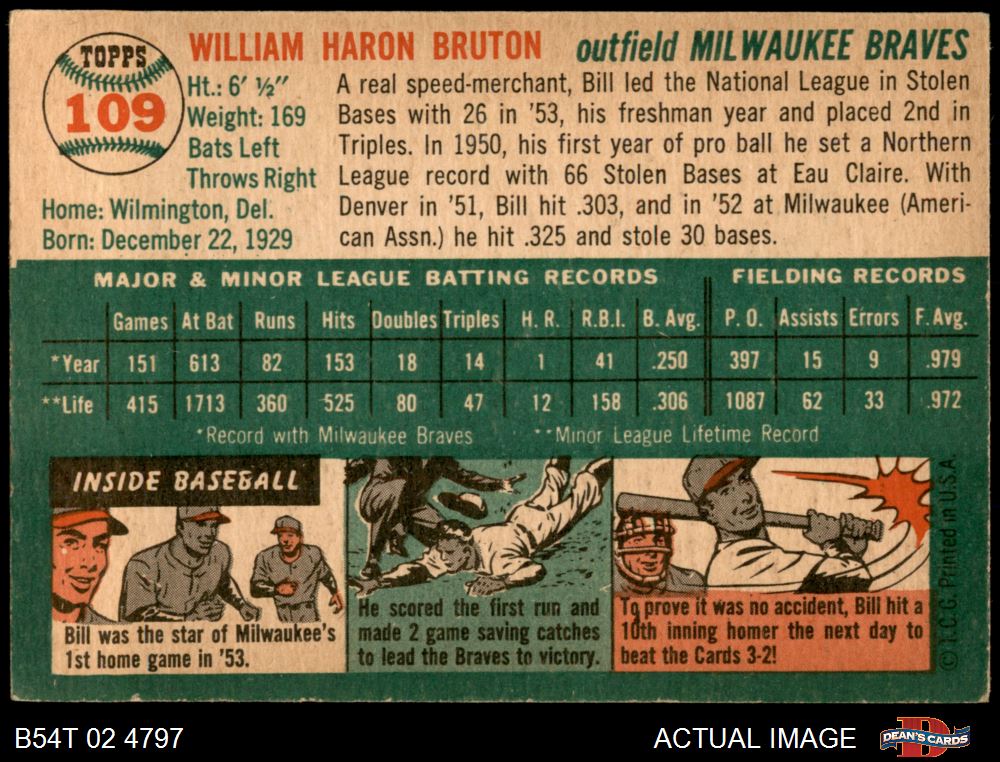 TOPPS
109
WILLIAM HARON BRUTON outfield MILWAUKEE BRAVES
Ht.: 6' ½"
Weight: 169
Bats Left
Throws Right
Home: Wilmington, Del.
Born: December 22, 1929
A real speed-merchant, Bill led the National League in Stolen
Bases with 26 in '53, his freshman year and placed 2nd in
Triples. In 1950, his first year of pro ball he set a Northern
League record with 66 Stolen Bases at Eau Claire. With
Denver in '51, Bill hit .303, and in '52 at Milwaukee (Ameri-
can Assn.) he hit .325 and stole 30 bases.
MAJOR & MINOR LEAGUE BATTING RECORDS FIELDING RECORDS
Games At Bat Runs Hits Doubles Triples H. R. R.B.I. B. Avg. P. O. Assists Errors F. Avg.
*Year 151 613 82 153 18 14 1 41 .250 397 15 9 .979
**Life 415 1713 360 525 80 47 12 158 .306 1087 62 33 .972
*Record with Milwaukee Braves **Minor League Lifetime Record
INSIDE BASEBALL
Bill was the star of Milwaukee's
1st home game in '53.
He scored the first run and
made 2 game saving catches
to lead the Braves to victory.
To prove it was no accident, Bill hit a
10th inning homer the next day to
beat the Cards 3-2!
© T.C.G. Printed in U.S.A.
B54T 02 4797
ACTUAL IMAGE
D
DEAN'S CARDS